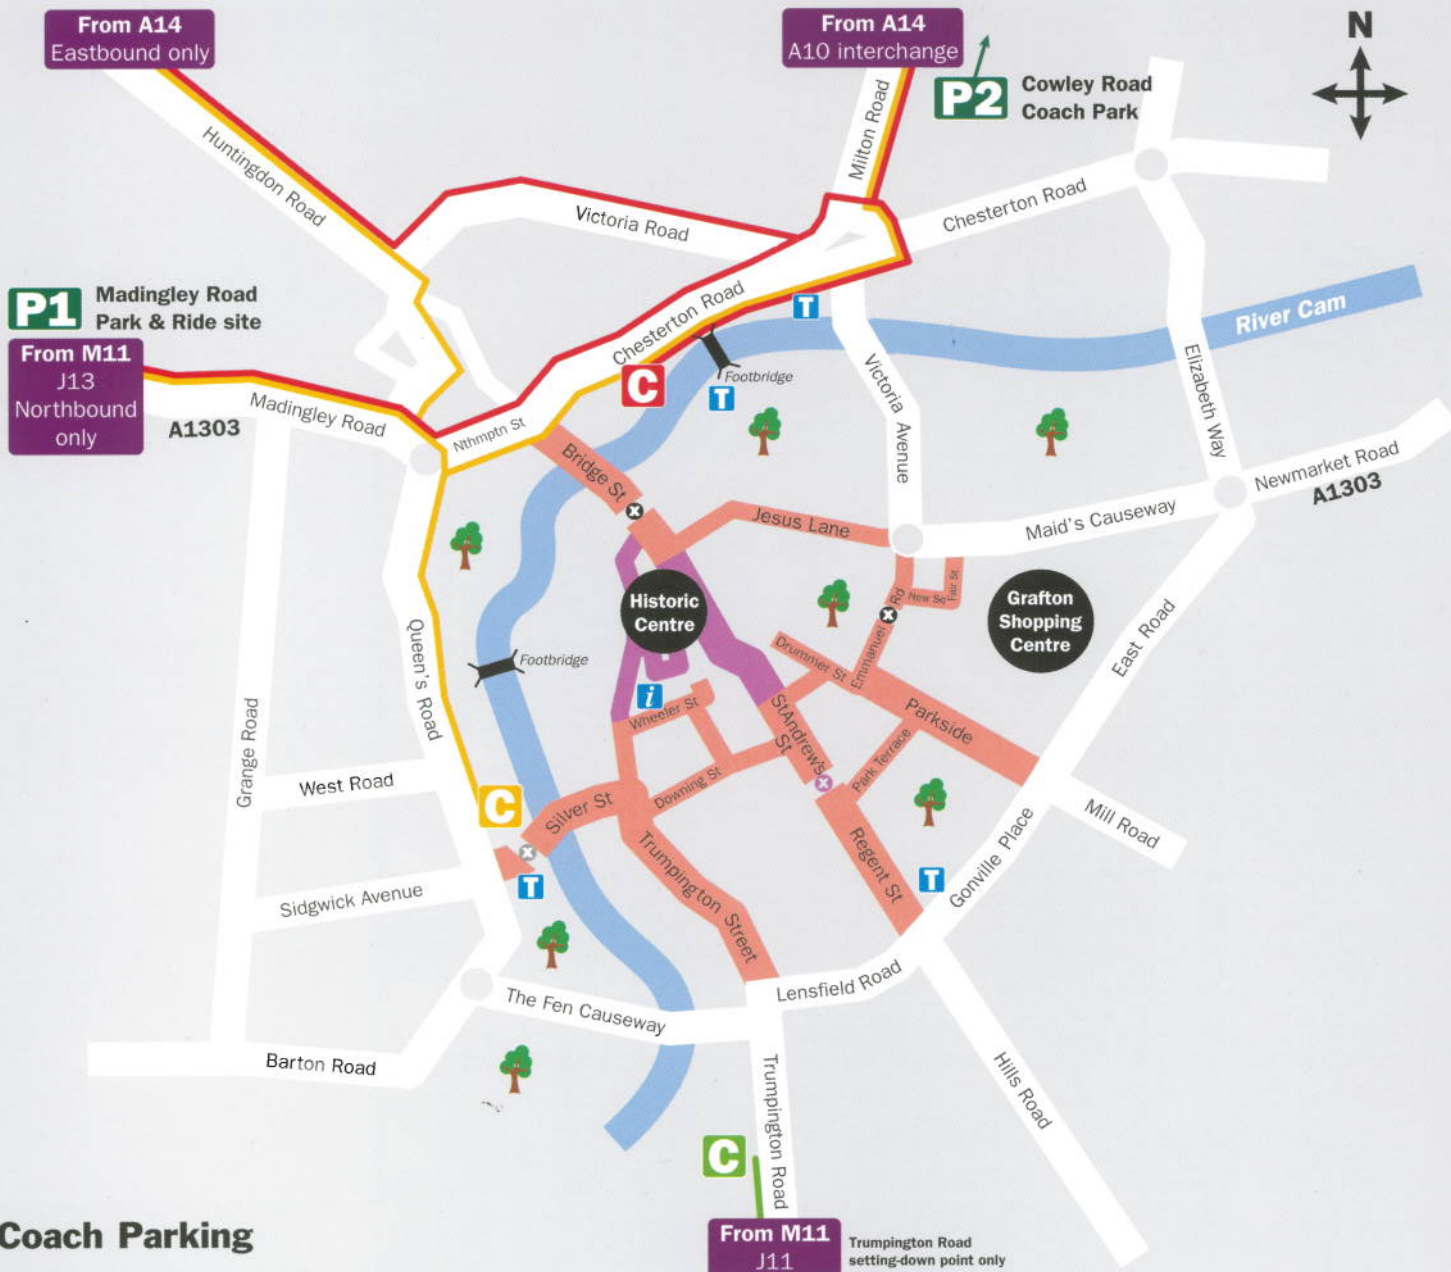 From A14
Eastbound only
From A14
A10 interchange
N
P2
Cowley Road
Coach Park
Milton Road
Huntingdon Road
Victoria Road
Chesterton Road
P1
Madingley Road
Park & Ride site
From M11
J13
Northbound
only
Madingley Road
A1303
Nthmptn St
Chesterton Road
T
C
Footbridge
T
River Cam
Victoria
Avenue
Elizabeth Way
Newmarket Road
A1303
Bridge St
x
Jesus Lane
Maid's Causeway
Historic
Centre
Grafton
Shopping
Centre
New Sq
Fair St
x
Emmanuel Rd
Drummer St
East Road
Queen's Road
Footbridge
i
Wheeler St
St Andrew's
St
Parkside
Park Terrace
Grange Road
West Road
C
Silver St
Downing St
x
x
T
Mill Road
Gonville Place
Regent St
T
Trumpington
Street
Sidgwick Avenue
The Fen Causeway
Lensfield Road
Barton Road
Hills Road
Trumpington Road
C
Coach Parking
From M11
J11
Trumpington Road
setting-down point only